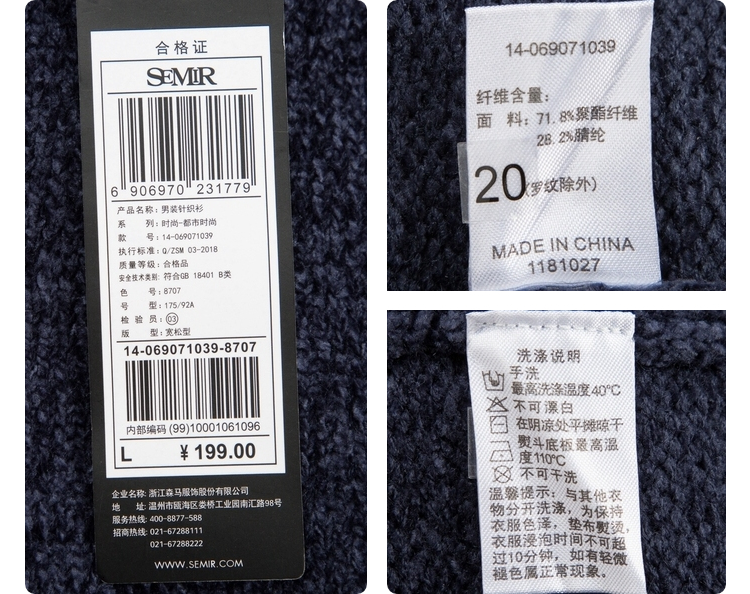 合格证
SEMIR
6 906970 231779
产品名称: 男装针织衫
系 列: 时尚-都市时尚
款 号: 14-069071039
执行标准: Q/ZSM 03-2018
质量等级: 合格品
安全技术类别: 符合GB 18401 B类
色 号: 8707
号 型: 175/92A
检 验 员: 03
版 型: 宽松型
14-069071039-8707
内部编码 (99)10001061096
L ¥199.00
企业名称: 浙江森马服饰股份有限公司
地 址: 温州市瓯海区娄桥工业园南汇路98号
服务热线: 400-8877-588
招商热线: 021-67288111
021-67288222
WWW.SEMIR.COM
14-069071039
纤维含量:
面 料: 71.8%聚酯纤维
28.2%腈纶
20
(罗纹除外)
MADE IN CHINA
1181027
洗涤说明
手洗
最高洗涤温度40℃
不可漂白
在阴凉处平摊晾干
熨斗底板最高温
度110℃
不可干洗
温馨提示: 与其他衣
物分开洗涤, 为保持
衣服色泽, 垫布熨烫,
衣服浸泡时间不可超
过10分钟, 如有轻微
褪色属正常现象。